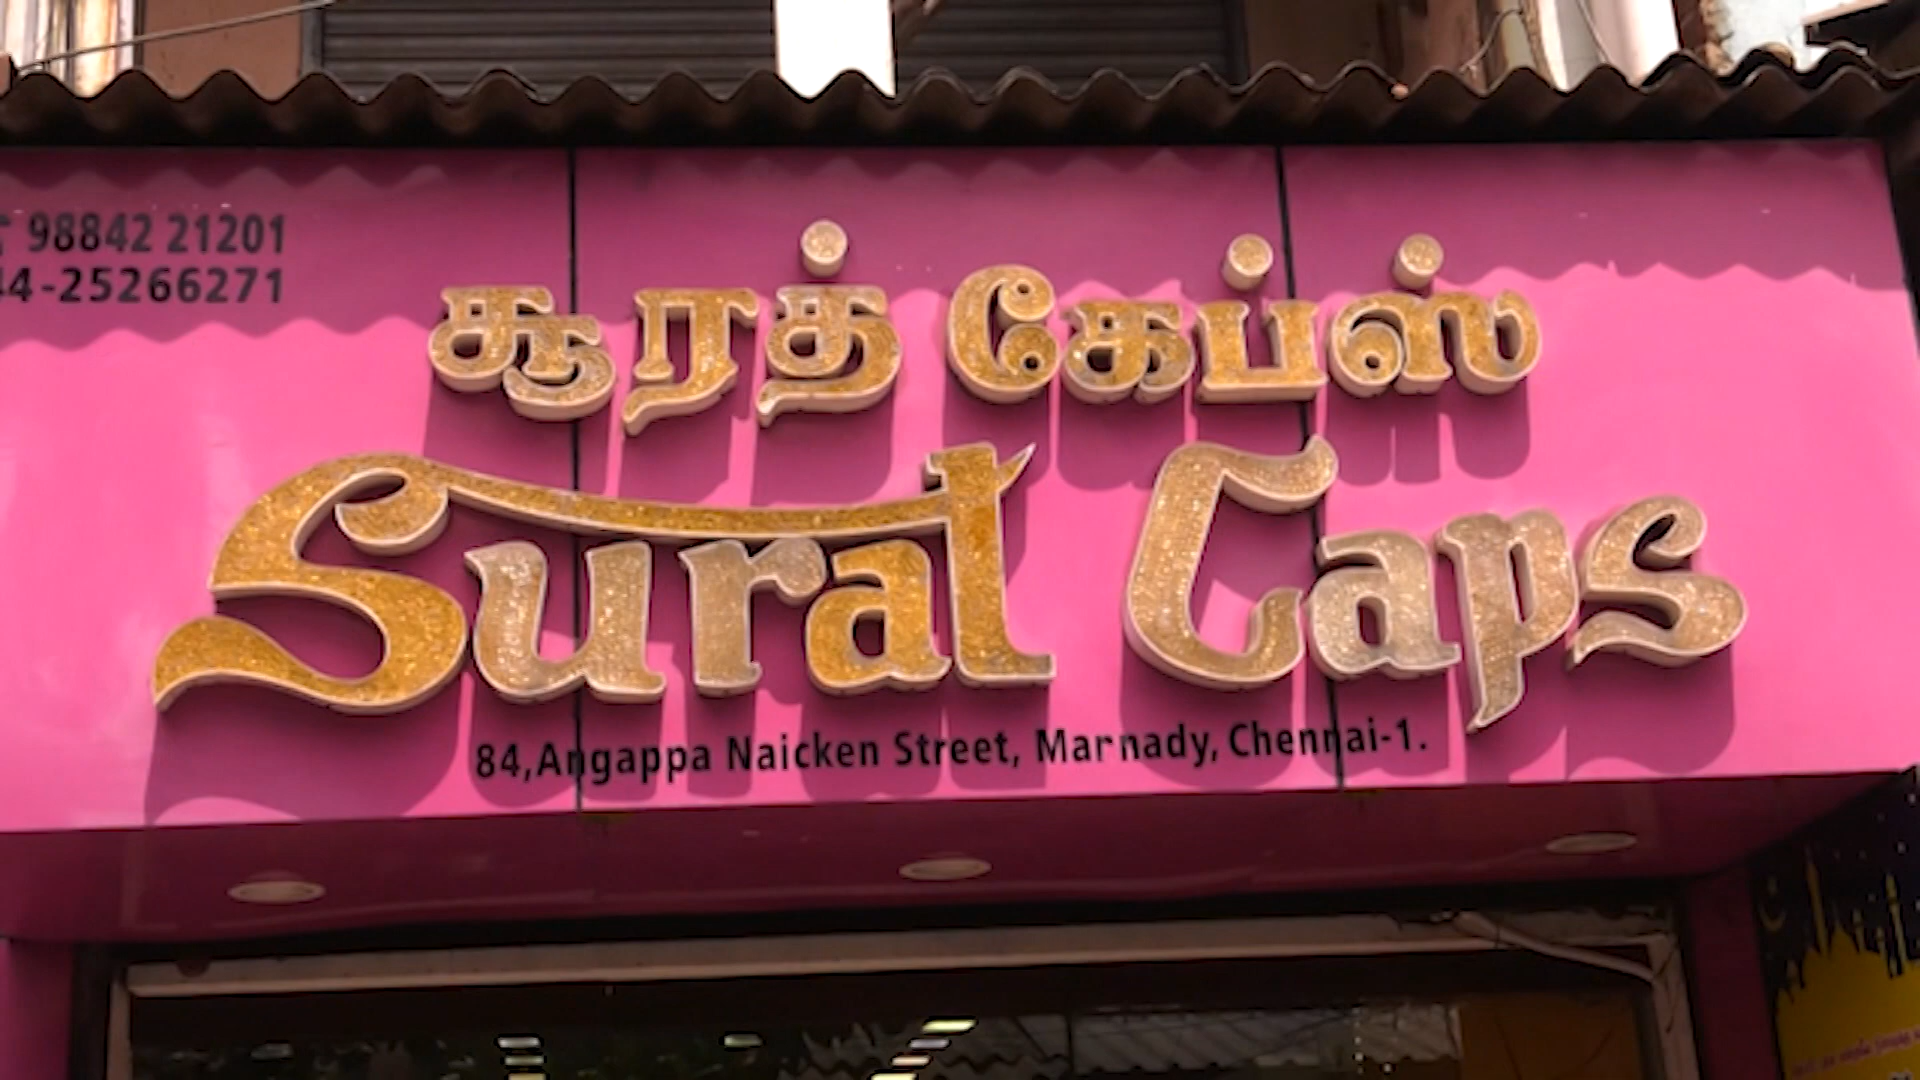 98842 21201
44-25266271
சூரத் கேப்ஸ்
Surat Caps
84,Angappa Naicken Street, Marnady, Chennai-1.